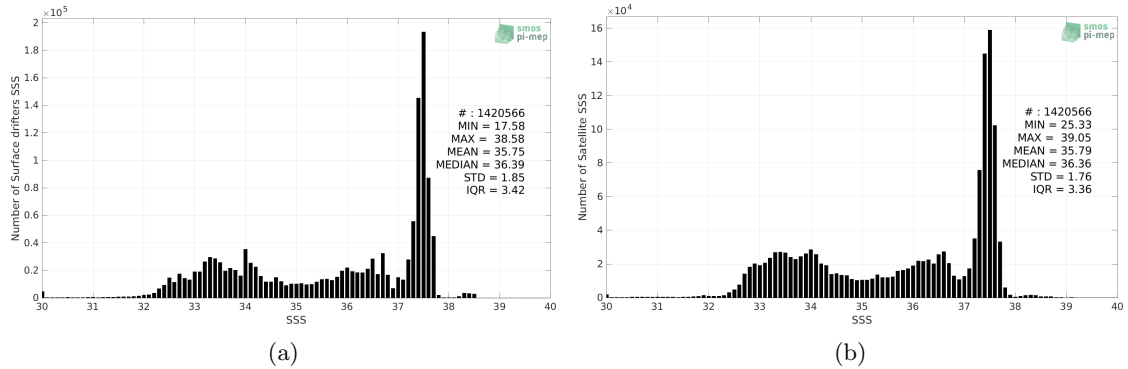 ×10⁵
2
1.8
1.6
1.4
1.2
1
0.8
0.6
0.4
0.2
0
30 31 32 33 34 35 36 37 38 39 40
Number of Surface drifters SSS
SSS
smos
pi-mep
# : 1420566
MIN = 17.58
MAX = 38.58
MEAN = 35.75
MEDIAN = 36.39
STD = 1.85
IQR = 3.42
(a)
×10⁴
16
14
12
10
8
6
4
2
0
30 31 32 33 34 35 36 37 38 39 40
Number of Satellite SSS
SSS
smos
pi-mep
# : 1420566
MIN = 25.33
MAX = 39.05
MEAN = 35.79
MEDIAN = 36.36
STD = 1.76
IQR = 3.36
(b)